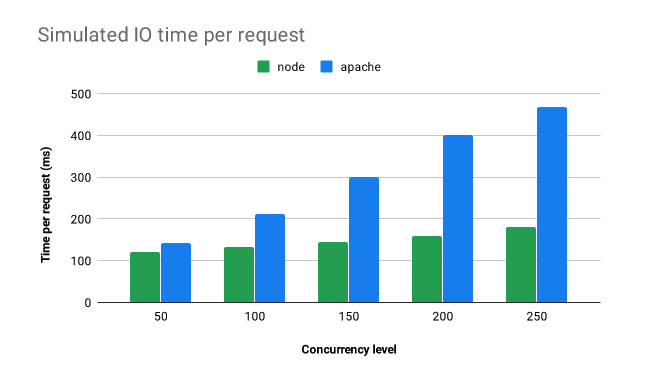 Simulated IO time per request
node apache
Time per request (ms)
500
400
300
200
100
0
50 100 150 200 250
Concurrency level